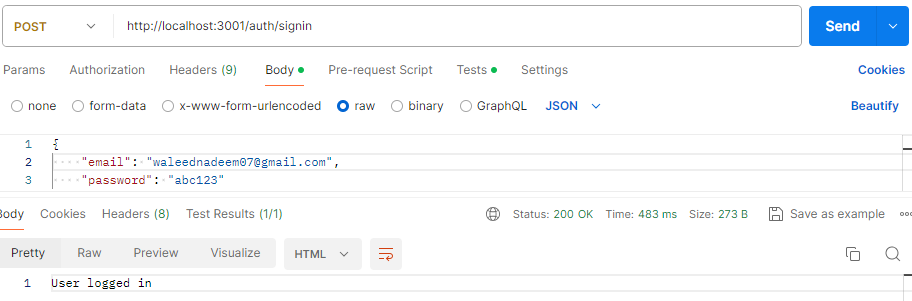 POST http://localhost:3001/auth/signin Send
Params Authorization Headers (9) Body Pre-request Script Tests Settings Cookies
none form-data x-www-form-urlencoded raw binary GraphQL JSON Beautify
1 {
2 ····"email": "waleednadeem07@gmail.com",
3 ····"password": "abc123"
Body Cookies Headers (8) Test Results (1/1) Status: 200 OK Time: 483 ms Size: 273 B Save as example
Pretty Raw Preview Visualize HTML
1 User logged in